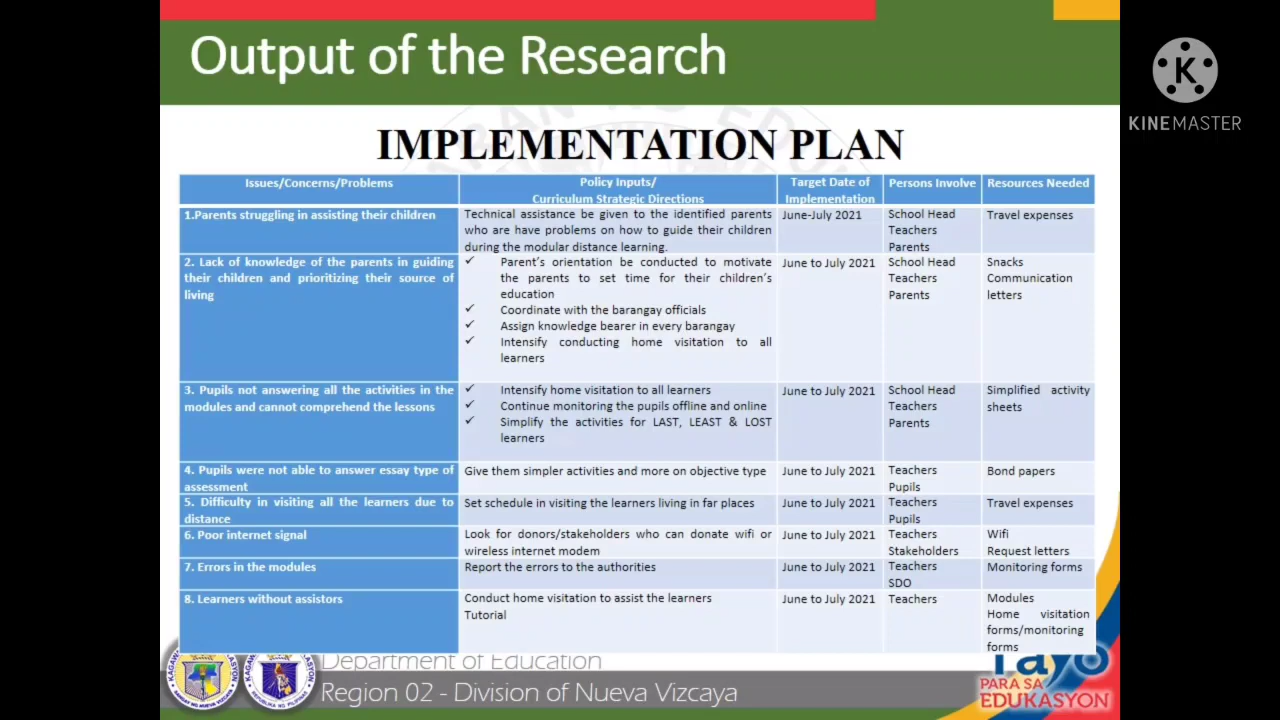 Output of the Research
KINEMASTER
IMPLEMENTATION PLAN
Issues/Concerns/Problems
Policy Inputs/
Curriculum Strategic Directions
Target Date of
Implementation
Persons Involve
Resources Needed
1.Parents struggling in assisting their children
Technical assistance be given to the identified parents
who are have problems on how to guide their children
during the modular distance learning.
June-July 2021
School Head
Teachers
Parents
Travel expenses
2. Lack of knowledge of the parents in guiding
their children and prioritizing their source of
living
✓ Parent's orientation be conducted to motivate
the parents to set time for their children's
education
✓ Coordinate with the barangay officials
✓ Assign knowledge bearer in every barangay
✓ Intensify conducting home visitation to all
learners
June to July 2021
School Head
Teachers
Parents
Snacks
Communication
letters
3. Pupils not answering all the activities in the
modules and cannot comprehend the lessons
✓ Intensify home visitation to all learners
✓ Continue monitoring the pupils offline and online
✓ Simplify the activities for LAST, LEAST & LOST
learners
June to July 2021
School Head
Teachers
Parents
Simplified activity
sheets
4. Pupils were not able to answer essay type of
assessment
Give them simpler activities and more on objective type
June to July 2021
Teachers
Pupils
Bond papers
5. Difficulty in visiting all the learners due to
distance
Set schedule in visiting the learners living in far places
June to July 2021
Teachers
Pupils
Travel expenses
6. Poor internet signal
Look for donors/stakeholders who can donate wifi or
wireless internet modem
June to July 2021
Teachers
Stakeholders
Wifi
Request letters
7. Errors in the modules
Report the errors to the authorities
June to July 2021
Teachers
SDO
Monitoring forms
8. Learners without assistors
Conduct home visitation to assist the learners
Tutorial
June to July 2021
Teachers
Modules
Home visitation
forms/monitoring
forms
Department of Education
Region 02 - Division of Nueva Vizcaya
Tayo
PARA SA
EDUKASYON